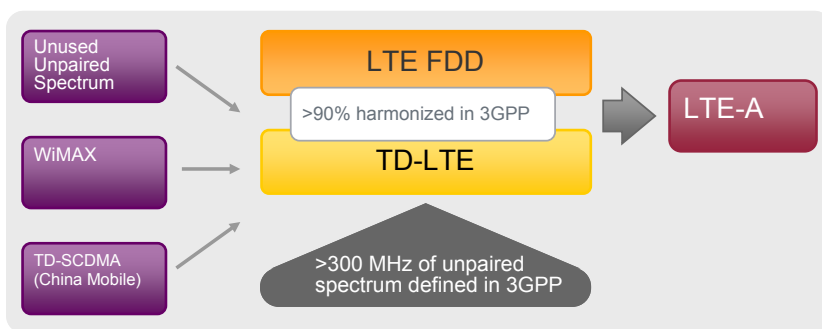 Unused
Unpaired
Spectrum
WiMAX
TD-SCDMA
(China Mobile)
LTE FDD
>90% harmonized in 3GPP
TD-LTE
>300 MHz of unpaired
spectrum defined in 3GPP
LTE-A